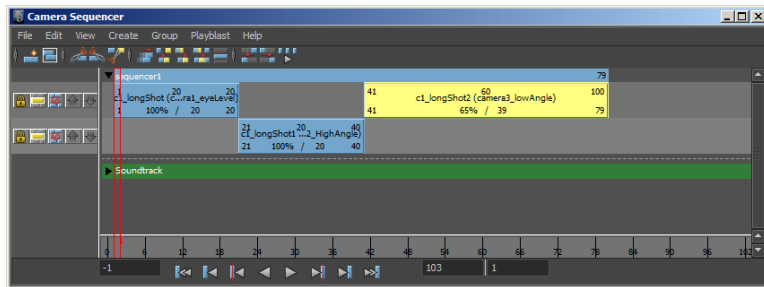 Camera Sequencer
File Edit View Create Group Playblast Help
sequencer1 79
1 20 20
c1_longShot (c...ra1_eyeLevel)
1 100% / 20 20
41 60 100
c1_longShot2 (camera3_lowAngle)
41 65% / 39 79
21 20 40
c1_longShot1 ...2_HighAngle)
21 100% / 20 40
Soundtrack
0 6 12 18 24 30 36 42 48 54 60 66 72 78 84 90 96 102
-1 103 1